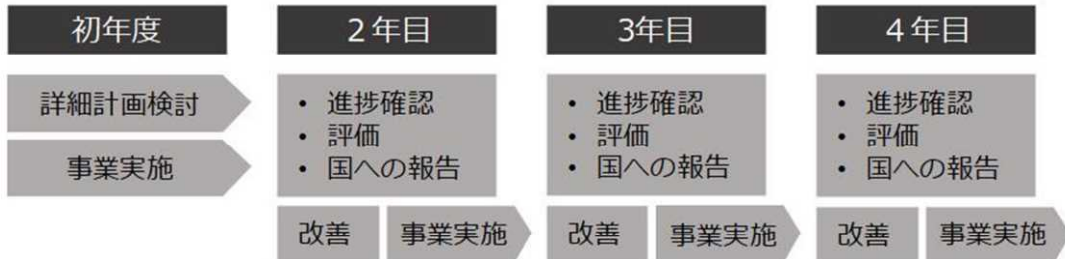 初年度
詳細計画検討
事業実施
２年目
• 進捗確認
• 評価
• 国への報告
改善
事業実施
3年目
• 進捗確認
• 評価
• 国への報告
改善
事業実施
４年目
• 進捗確認
• 評価
• 国への報告
改善
事業実施